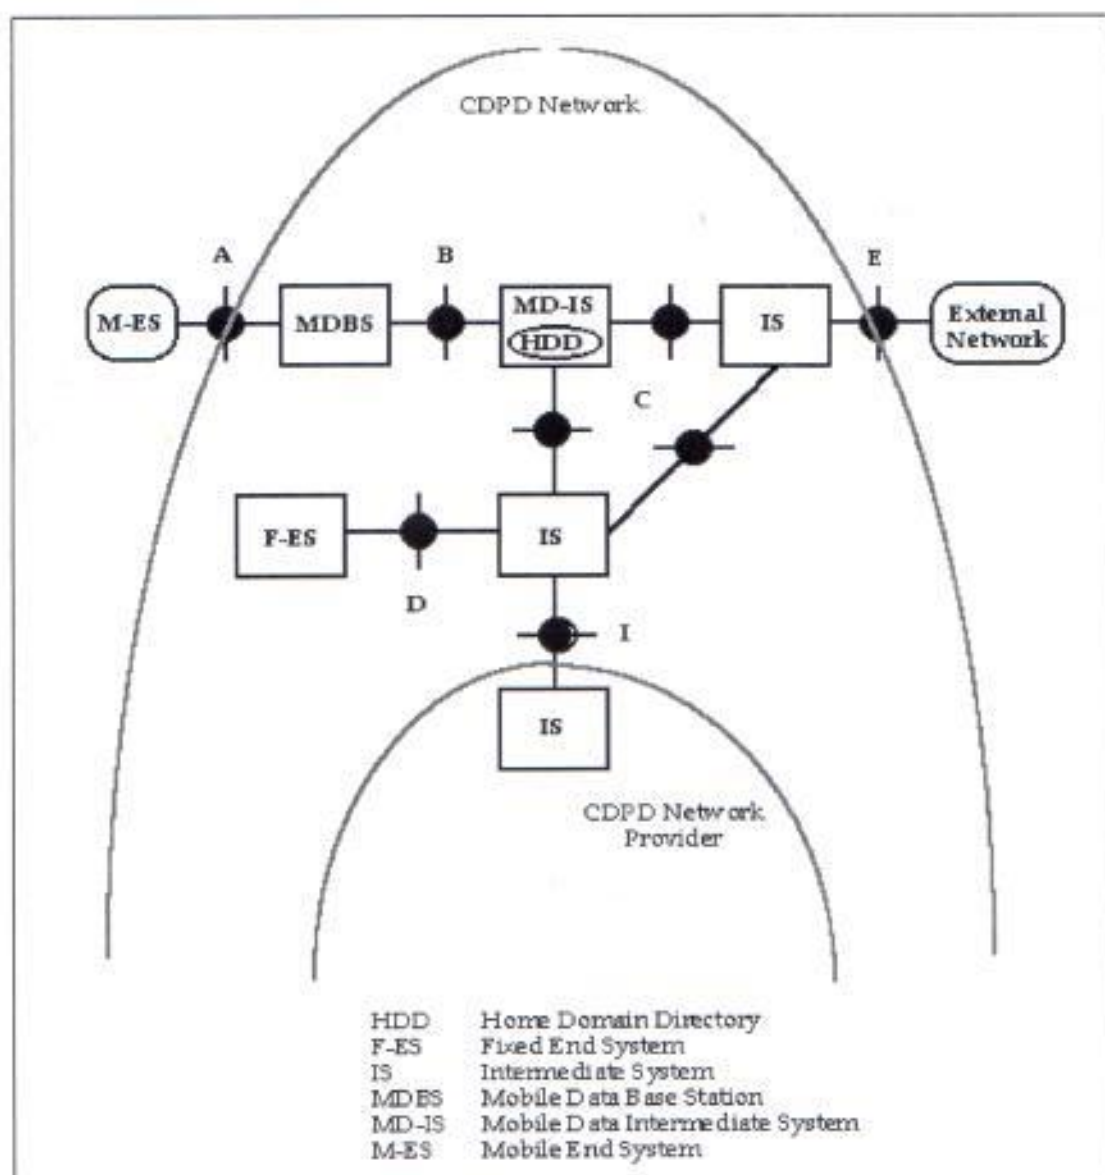 CDPD Network
A
B
E
M-ES
MDBS
MD-IS
HDD
IS
External
Network
C
F-ES
IS
D
I
IS
CDPD Network
Provider
HDD Home Domain Directory
F-ES Fixed End System
IS Intermediate System
MDBS Mobile Data Base Station
MD-IS Mobile Data Intermediate System
M-ES Mobile End System